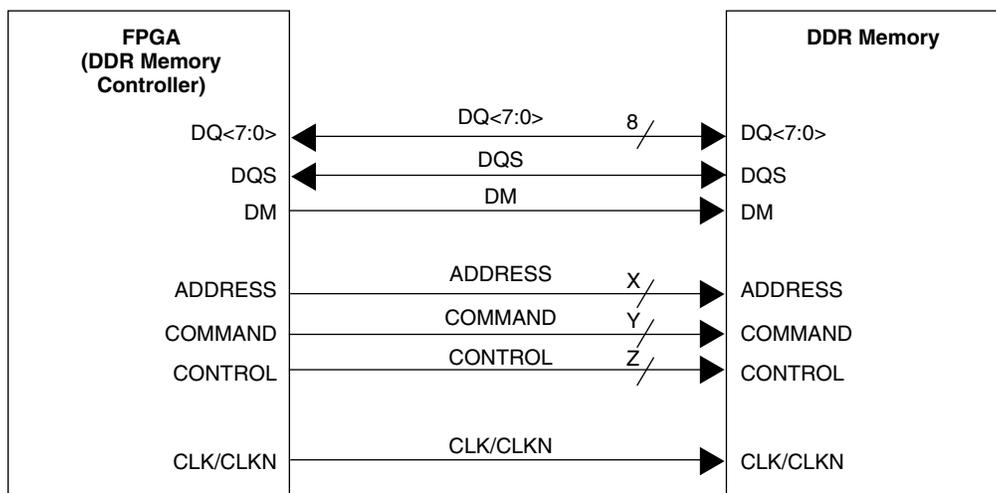 FPGA
(DDR Memory
Controller)
DDR Memory
DQ<7:0>
DQ<7:0>
8
DQ<7:0>
DQS
DQS
DQS
DM
DM
DM
ADDRESS
ADDRESS
X
ADDRESS
COMMAND
COMMAND
Y
COMMAND
CONTROL
CONTROL
Z
CONTROL
CLK/CLKN
CLK/CLKN
CLK/CLKN